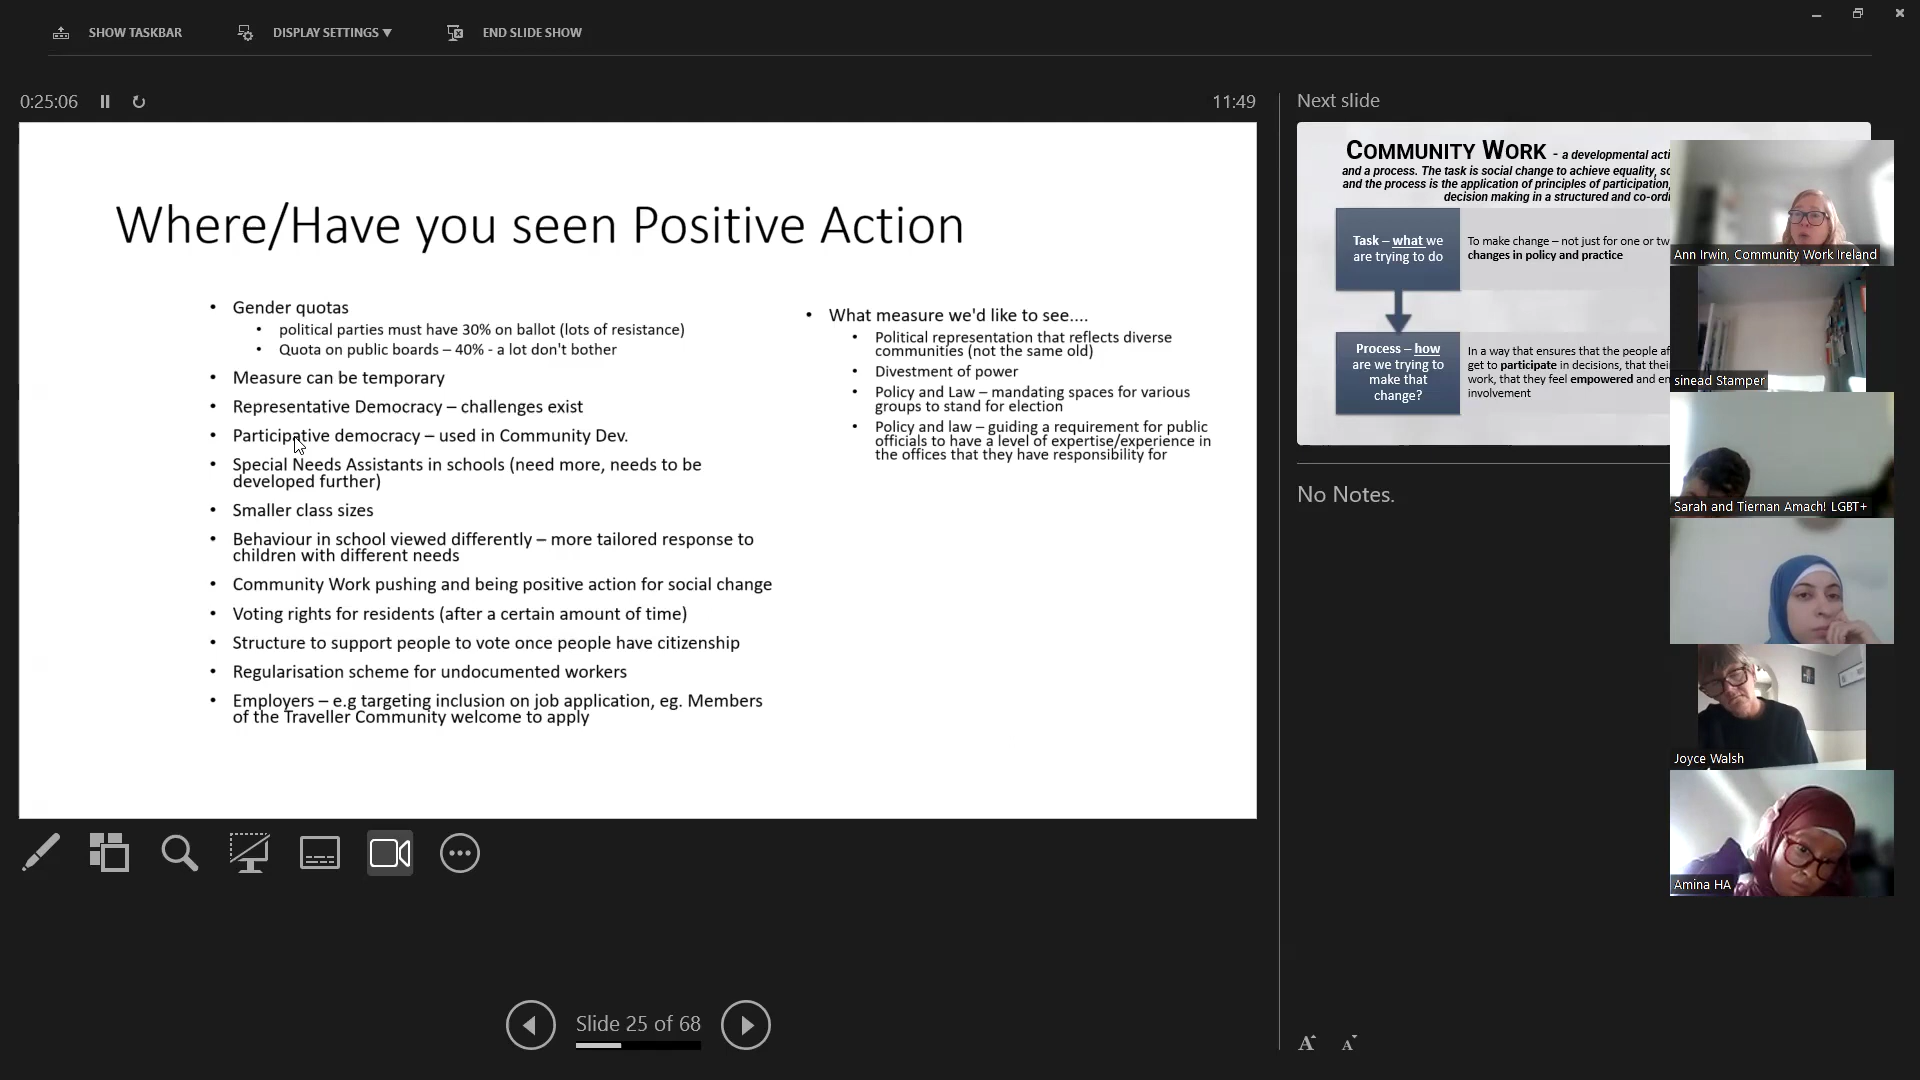 SHOW TASKBAR
DISPLAY SETTINGS ▼
END SLIDE SHOW
0:25:06
11:49
Where/Have you seen Positive Action
• Gender quotas
• political parties must have 30% on ballot (lots of resistance)
• Quota on public boards – 40% - a lot don't bother
• Measure can be temporary
• Representative Democracy – challenges exist
• Participative democracy – used in Community Dev.
• Special Needs Assistants in schools (need more, needs to be
developed further)
• Smaller class sizes
• Behaviour in school viewed differently – more tailored response to
children with different needs
• Community Work pushing and being positive action for social change
• Voting rights for residents (after a certain amount of time)
• Structure to support people to vote once people have citizenship
• Regularisation scheme for undocumented workers
• Employers – e.g targeting inclusion on job application, eg. Members
of the Traveller Community welcome to apply
• What measure we'd like to see....
• Political representation that reflects diverse
communities (not the same old)
• Divestment of power
• Policy and Law – mandating spaces for various
groups to stand for election
• Policy and law – guiding a requirement for public
officials to have a level of expertise/experience in
the offices that they have responsibility for
Slide 25 of 68
Next slide
COMMUNITY WORK - a developmental acti
and a process. The task is social change to achieve equality, so
and the process is the application of principles of participation,
decision making in a structured and co-ordi
Task – what we
are trying to do
To make change – not just for one or tw
changes in policy and practice
Process – how
are we trying to
make that
change?
In a way that ensures that the people af
get to participate in decisions, that thei
work, that they feel empowered and en
involvement
No Notes.
Ann Irwin, Community Work Ireland
sinead Stamper
Sarah and Tiernan Amach! LGBT+
Joyce Walsh
Amina HA
A A